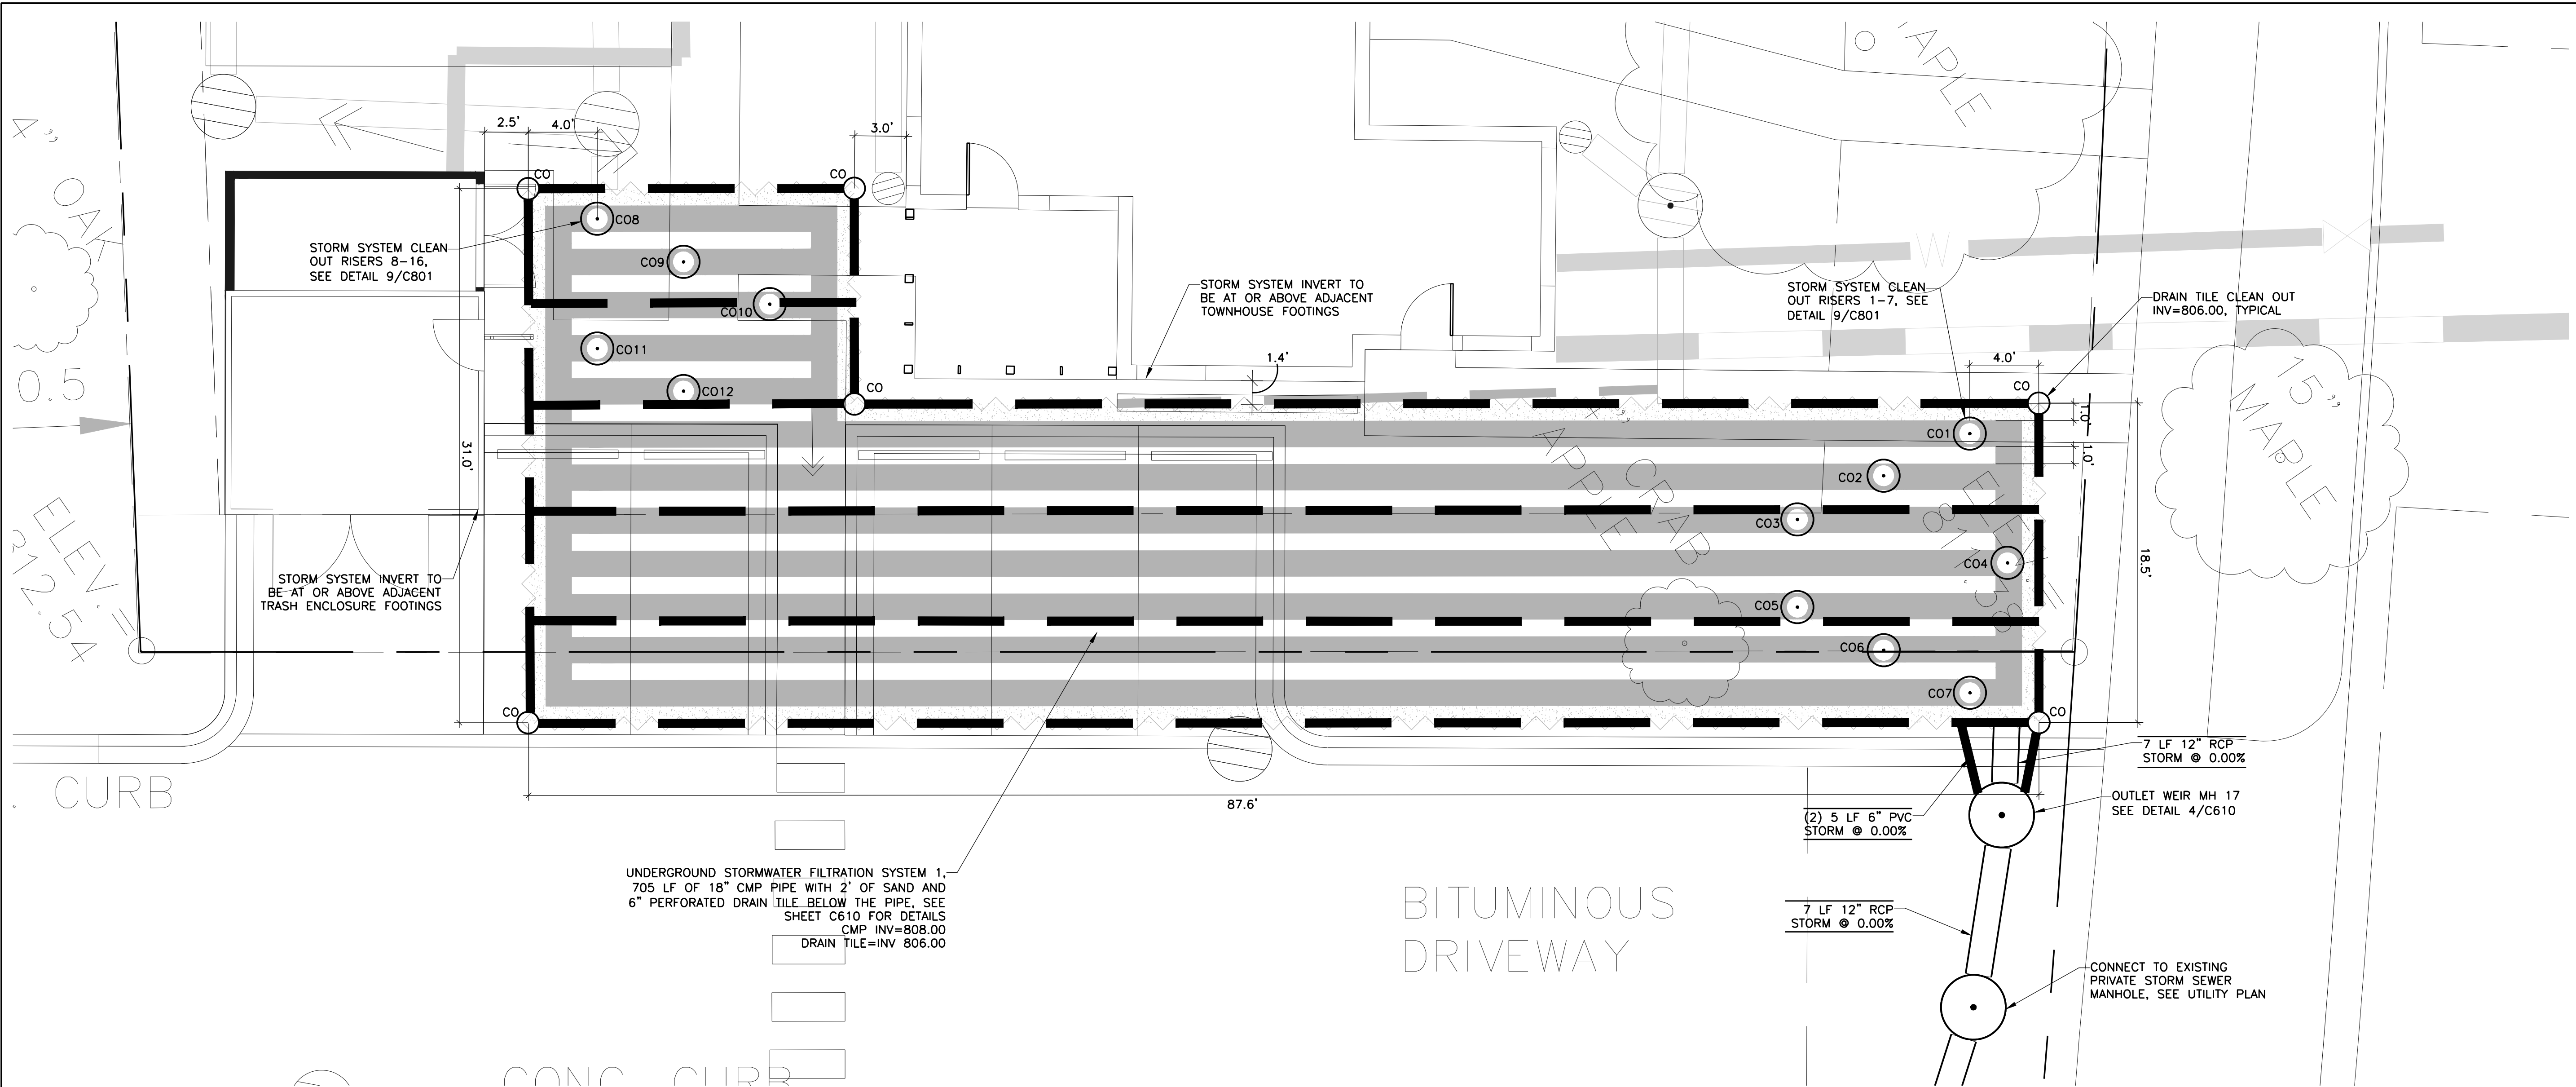 MAPLE
4" OAK
0.5
ELEV.=
812.54
2.5'
4.0'
3.0'
CO
CO
CO8
STORM SYSTEM CLEAN
OUT RISERS 8-16,
SEE DETAIL 9/C801
CO9
CO10
CO11
CO12
CO
31.0'
STORM SYSTEM INVERT TO
BE AT OR ABOVE ADJACENT
TOWNHOUSE FOOTINGS
1.4'
W
STORM SYSTEM CLEAN
OUT RISERS 1-7, SEE
DETAIL 9/C801
DRAIN TILE CLEAN OUT
INV=806.00, TYPICAL
4.0'
CO
1.0'
1.0'
15"
MAPLE
CO1
CO2
CO3
CO4
CO5
CO6
CO7
CRAB
APPLE
18.5'
STORM SYSTEM INVERT TO
BE AT OR ABOVE ADJACENT
TRASH ENCLOSURE FOOTINGS
CO
CO
CURB
87.6'
7 LF 12" RCP
STORM @ 0.00%
OUTLET WEIR MH 17
SEE DETAIL 4/C610
(2) 5 LF 6" PVC
STORM @ 0.00%
UNDERGROUND STORMWATER FILTRATION SYSTEM 1,
705 LF OF 18" CMP PIPE WITH 2' OF SAND AND
6" PERFORATED DRAIN TILE BELOW THE PIPE, SEE
SHEET C610 FOR DETAILS
CMP INV=808.00
DRAIN TILE=INV 806.00
BITUMINOUS
DRIVEWAY
7 LF 12" RCP
STORM @ 0.00%
CONNECT TO EXISTING
PRIVATE STORM SEWER
MANHOLE, SEE UTILITY PLAN
CONC. CURB